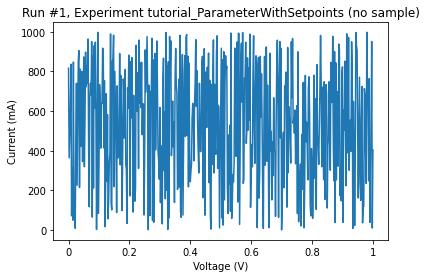 Run #1, Experiment tutorial_ParameterWithSetpoints (no sample)
1000
800
600
400
200
0
Current (mA)
0 0.2 0.4 0.6 0.8 1
Voltage (V)